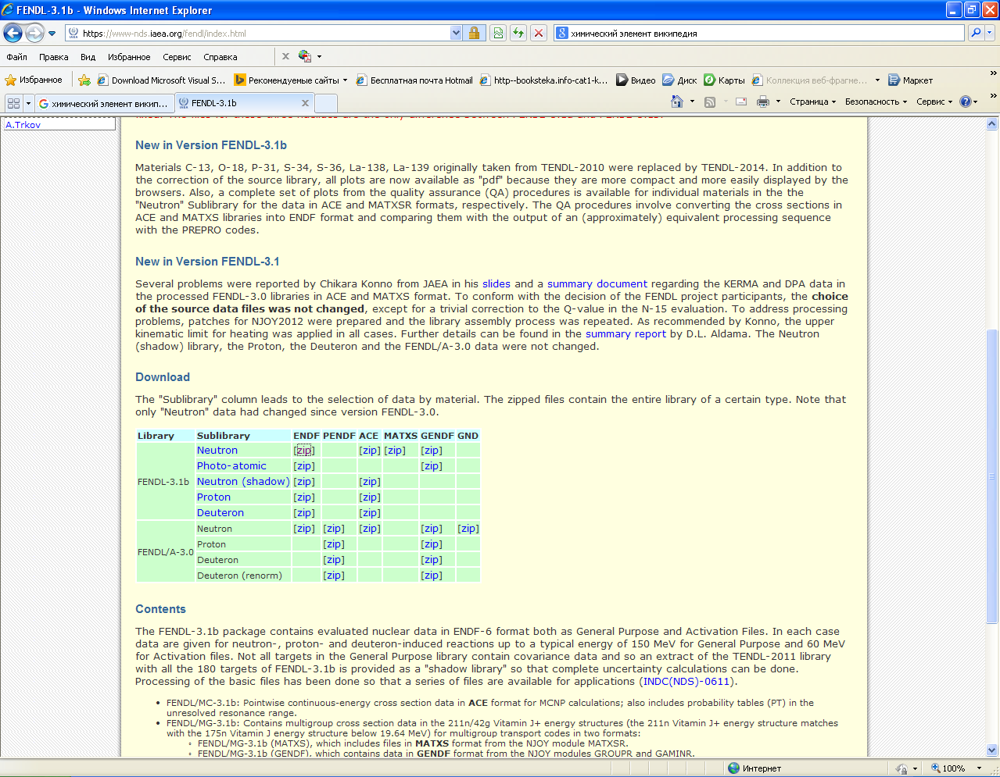 FENDL-3.1b - Windows Internet Explorer
https://www-nds.iaea.org/fendl/index.html
химический элемент википедия
Файл Правка Вид Избранное Сервис Справка
Избранное Download Microsoft Visual S... Рекомендуемые сайты Бесплатная почта Hotmail http--booksteka.info-cat1-k... Видео Диск Карты Коллекция веб-фрагме... Маркет
химический элемент викип... FENDL-3.1b Страница Безопасность Сервис
A.Trkov
New in Version FENDL-3.1b
Materials C-13, O-18, P-31, S-34, S-36, La-138, La-139 originally taken from TENDL-2010 were replaced by TENDL-2014. In addition to
the correction of the source library, all plots are now available as "pdf" because they are more compact and more easily displayed by the
browsers. Also, a complete set of plots from the quality assurance (QA) procedures is available for individual materials in the the
"Neutron" Sublibrary for the data in ACE and MATXSR formats, respectively. The QA procedures involve converting the cross sections in
ACE and MATXS libraries into ENDF format and comparing them with the output of an (approximately) equivalent processing sequence
with the PREPRO codes.
New in Version FENDL-3.1
Several problems were reported by Chikara Konno from JAEA in his slides and a summary document regarding the KERMA and DPA data in
the processed FENDL-3.0 libraries in ACE and MATXS format. To conform with the decision of the FENDL project participants, the choice
of the source data files was not changed, except for a trivial correction to the Q-value in the N-15 evaluation. To address processing
problems, patches for NJOY2012 were prepared and the library assembly process was repeated. As recommended by Konno, the upper
kinematic limit for heating was applied in all cases. Further details can be found in the summary report by D.L. Aldama. The Neutron
(shadow) library, the Proton, the Deuteron and the FENDL/A-3.0 data were not changed.
Download
The "Sublibrary" column leads to the selection of data by material. The zipped files contain the entire library of a certain type. Note that
only "Neutron" data had changed since version FENDL-3.0.
Library Sublibrary ENDF PENDF ACE MATXS GENDF GND
FENDL-3.1b
Neutron [zip] [zip] [zip] [zip]
Photo-atomic [zip] [zip]
Neutron (shadow) [zip] [zip]
Proton [zip] [zip]
Deuteron [zip] [zip]
FENDL/A-3.0
Neutron [zip] [zip] [zip] [zip] [zip]
Proton [zip] [zip]
Deuteron [zip] [zip]
Deuteron (renorm) [zip] [zip]
Contents
The FENDL-3.1b package contains evaluated nuclear data in ENDF-6 format both as General Purpose and Activation Files. In each case
data are given for neutron-, proton- and deuteron-induced reactions up to a typical energy of 150 MeV for General Purpose and 60 MeV
for Activation files. Not all targets in the General Purpose library contain covariance data and so an extract of the TENDL-2011 library
with all the 180 targets of FENDL-3.1b is provided as a "shadow library" so that complete uncertainty calculations can be done.
Processing of the basic files has been done so that a series of files are available for applications (INDC(NDS)-0611).
• FENDL/MC-3.1b: Pointwise continuous-energy cross section data in ACE format for MCNP calculations; also includes probability tables (PT) in the
unresolved resonance range.
• FENDL/MG-3.1b: Contains multigroup cross section data in the 211n/42g Vitamin J+ energy structures (the 211n Vitamin J+ energy structure matches
with the 175n Vitamin J energy structure below 19.64 MeV) for multigroup transport codes in two formats:
◦ FENDL/MG-3.1b (MATXS), which includes files in MATXS format from the NJOY module MATXSR.
◦ FENDL/MG-3.1b (GENDF), which contains data in GENDF format from the NJOY modules GROUPR and GAMINR.
Интернет 100%